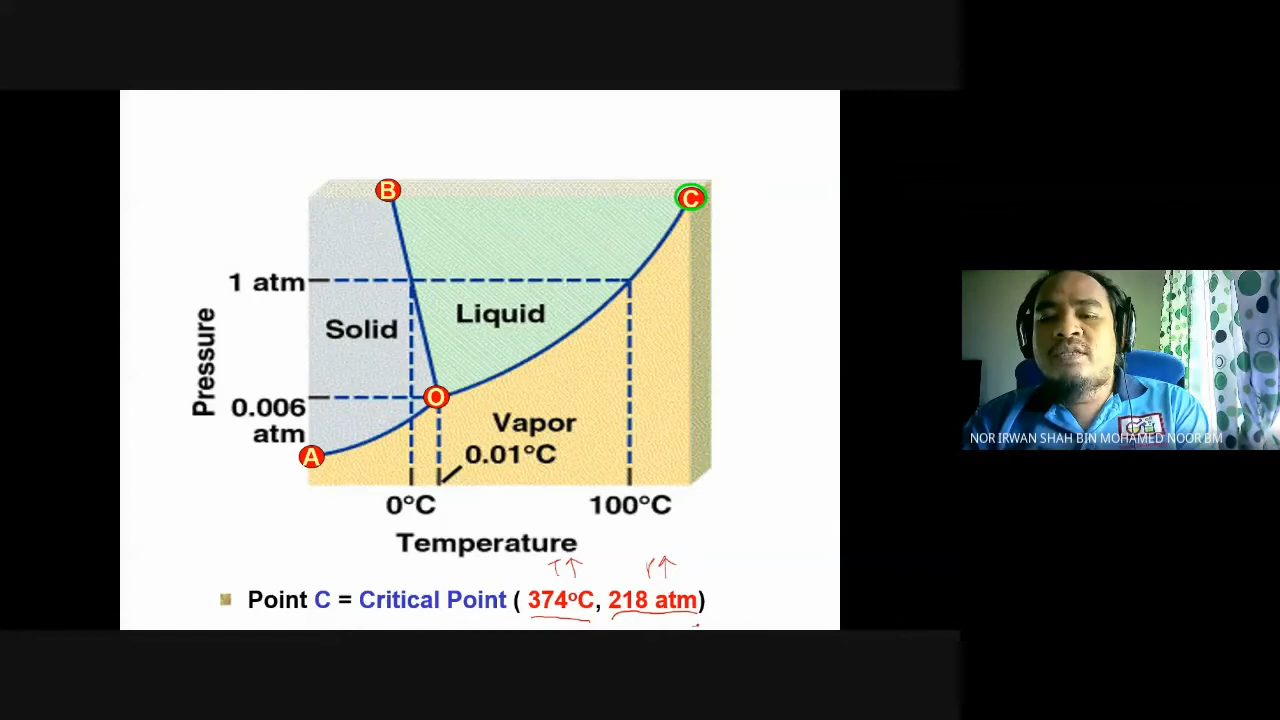 B
C
1 atm
Liquid
Solid
Pressure
O
0.006
atm
Vapor
0.01°C
A
0°C
100°C
Temperature
T↑ P↑
Point C = Critical Point ( 374°C, 218 atm)
NOR IRWAN SHAH BIN MOHAMED NOOR BM